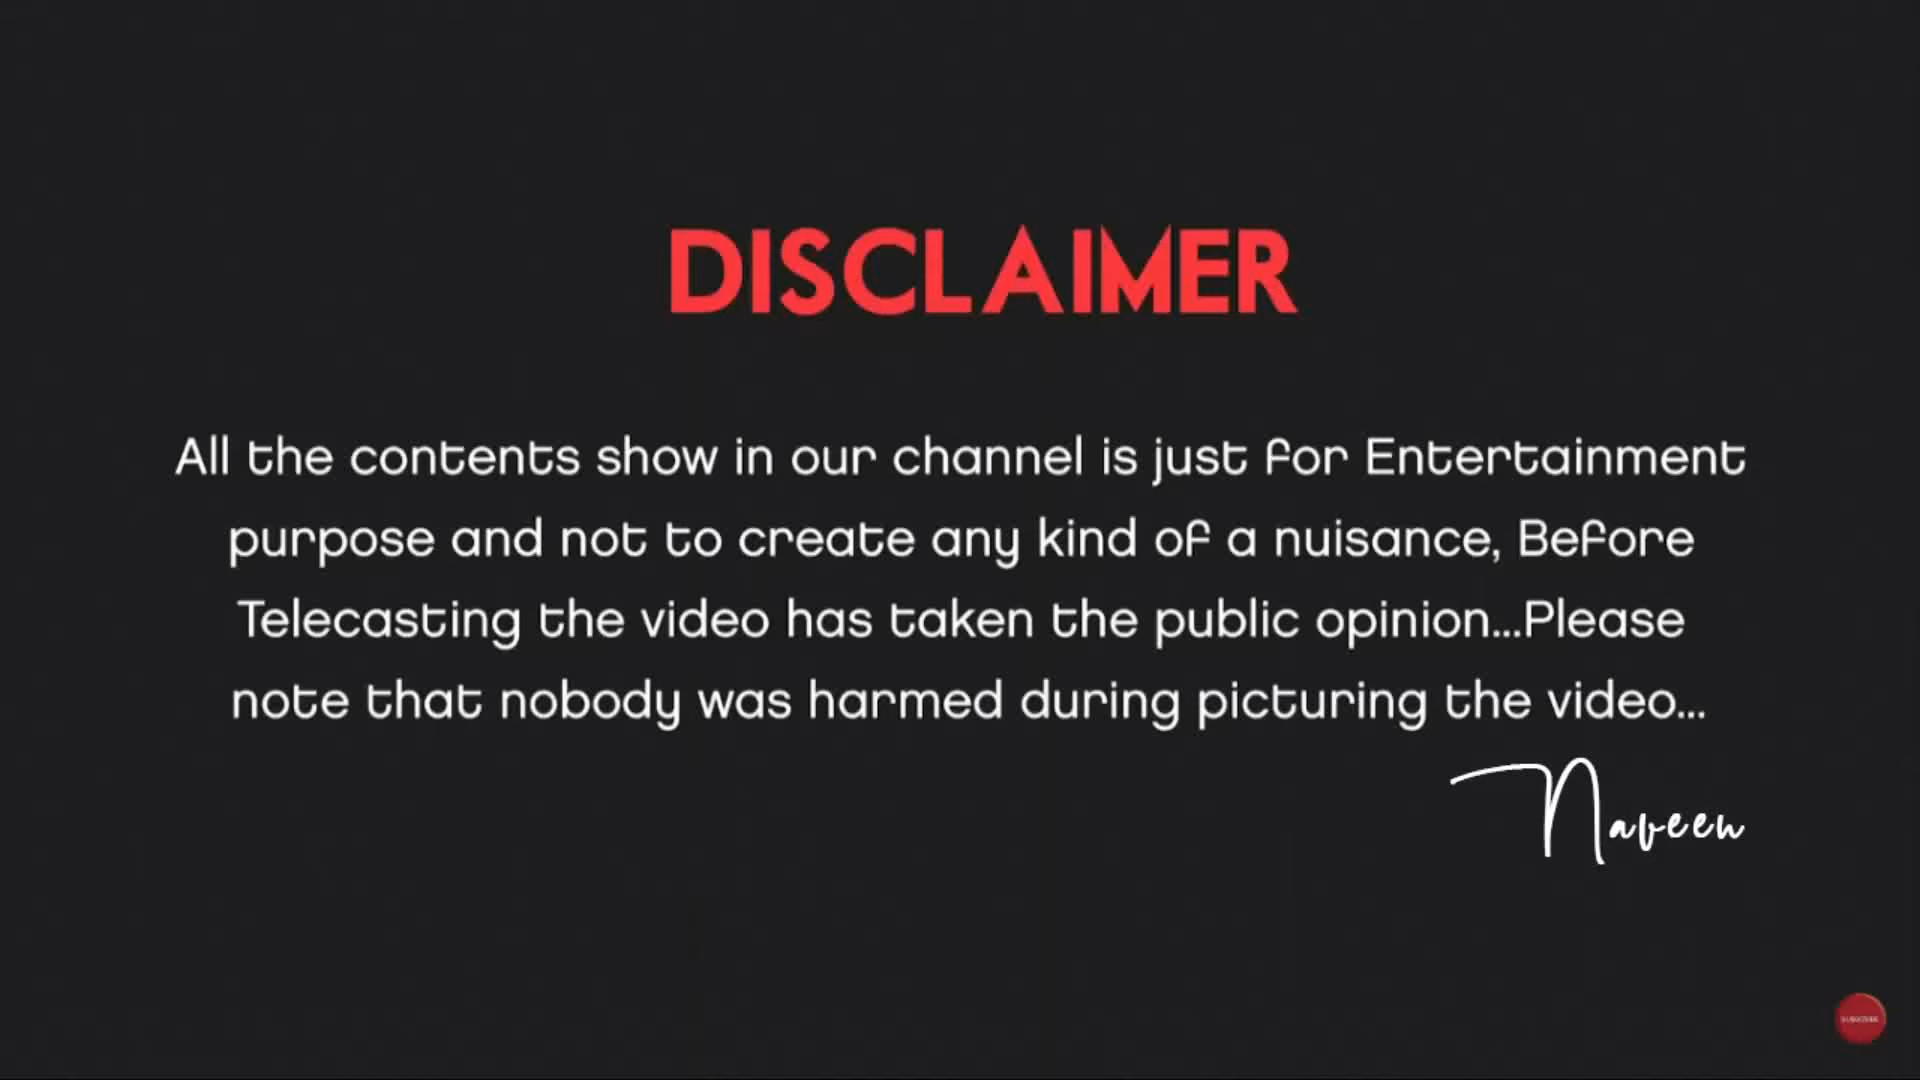 DISCLAIMER
All the contents show in our channel is just for Entertainment
purpose and not to create any kind of a nuisance, Before
Telecasting the video has taken the public opinion...Please
note that nobody was harmed during picturing the video...
Naveen
SUBSCRIBE